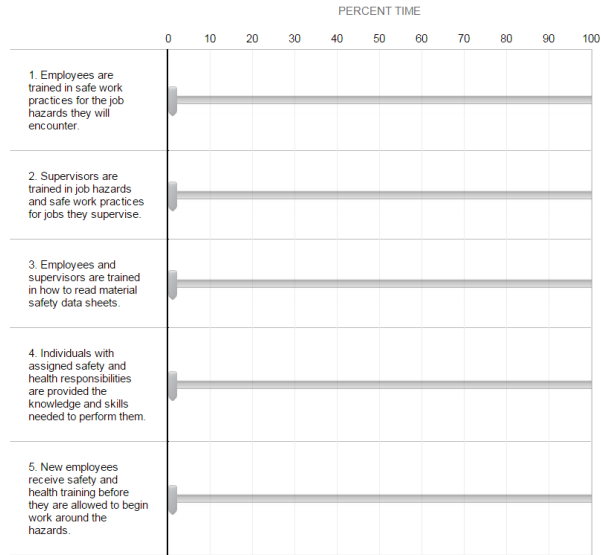 PERCENT TIME
0 10 20 30 40 50 60 70 80 90 100
1. Employees are
trained in safe work
practices for the job
hazards they will
encounter.
2. Supervisors are
trained in job hazards
and safe work practices
for jobs they supervise.
3. Employees and
supervisors are trained
in how to read material
safety data sheets.
4. Individuals with
assigned safety and
health responsibilities
are provided the
knowledge and skills
needed to perform them.
5. New employees
receive safety and
health training before
they are allowed to begin
work around the
hazards.